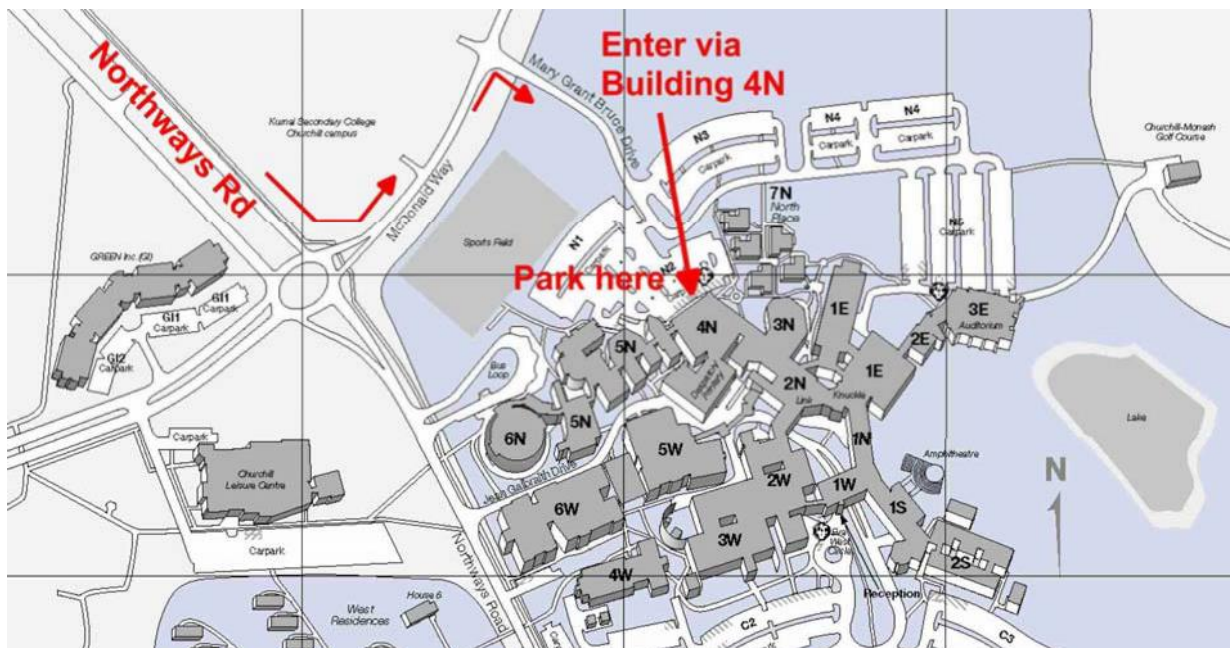 Northways Rd
Enter via
Building 4N
Park here
Mary Grant Bruce Drive
Kurnai Secondary College
Churchill campus
McDonald Way
Sports Field
GREEN Inc. (GI)
GI1
Carpark
GI1
Carpark
GI2
Carpark
N1
Carpark
N2
N3
Carpark
N4
Carpark
N4
Carpark
Carpark
7N
North
Place
Churchill-Monash
Golf Course
Bus
Loop
5N
4N
3N
1E
3E
Auditorium
2E
1E
Knuckle
2N
Link
6N
5N
5W
1N
Amphitheatre
Lake
N
Carpark
Churchill
Leisure Centre
Carpark
Jean Galbraith Drive
6W
2W
1W
1S
3W
2S
4W
West
Circle
Reception
Northways Road
House 6
West
Residences
Carpark
C2
C3